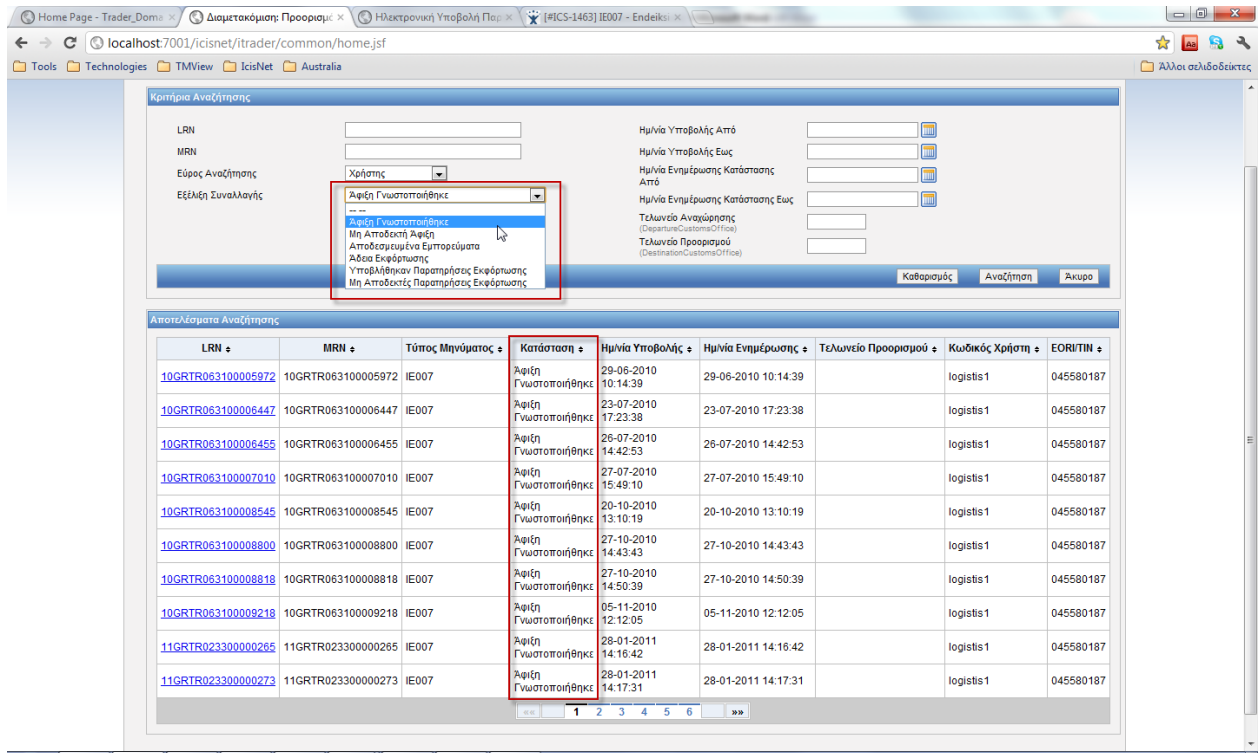 Home Page - Trader_Doma
Διαμετακόμιση: Προορισμό
Ηλεκτρονική Υποβολή Παρ
[#ICS-1463] IE007 - Endeiksi
localhost:7001/icisnet/itrader/common/home.jsf
Tools Technologies TMView IcisNet Australia Άλλοι σελιδοδείκτες
Κριτήρια Αναζήτησης
LRN
MRN
Εύρος Αναζήτησης Χρήστης
Εξέλιξη Συναλλαγής Άφιξη Γνωστοποιήθηκε
-- --
Άφιξη Γνωστοποιήθηκε
Μη Αποδεκτή Άφιξη
Αποδεσμευμένα Εμπορεύματα
Άδεια Εκφόρτωσης
Υποβλήθηκαν Παρατηρήσεις Εκφόρτωσης
Μη Αποδεκτές Παρατηρήσεις Εκφόρτωσης
Ημ/νία Υποβολής Από
Ημ/νία Υποβολής Εως
Ημ/νία Ενημέρωσης Κατάστασης
Από
Ημ/νία Ενημέρωσης Κατάστασης Εως
Τελωνείο Αναχώρησης
(DepartureCustomsOffice)
Τελωνείο Προορισμού
(DestinationCustomsOffice)
Καθαρισμός Αναζήτηση Άκυρο
Αποτελέσματα Αναζήτησης
LRN MRN Τύπος Μηνύματος Κατάσταση Ημ/νία Υποβολής Ημ/νία Ενημέρωσης Τελωνείο Προορισμού Κωδικός Χρήστη EORI/TIN
10GRTR063100005972 10GRTR063100005972 IE007 Άφιξη Γνωστοποιήθηκε 29-06-2010 10:14:39 29-06-2010 10:14:39 logistis1 045580187
10GRTR063100006447 10GRTR063100006447 IE007 Άφιξη Γνωστοποιήθηκε 23-07-2010 17:23:38 23-07-2010 17:23:38 logistis1 045580187
10GRTR063100006455 10GRTR063100006455 IE007 Άφιξη Γνωστοποιήθηκε 26-07-2010 14:42:53 26-07-2010 14:42:53 logistis1 045580187
10GRTR063100007010 10GRTR063100007010 IE007 Άφιξη Γνωστοποιήθηκε 27-07-2010 15:49:10 27-07-2010 15:49:10 logistis1 045580187
10GRTR063100008545 10GRTR063100008545 IE007 Άφιξη Γνωστοποιήθηκε 20-10-2010 13:10:19 20-10-2010 13:10:19 logistis1 045580187
10GRTR063100008800 10GRTR063100008800 IE007 Άφιξη Γνωστοποιήθηκε 27-10-2010 14:43:43 27-10-2010 14:43:43 logistis1 045580187
10GRTR063100008818 10GRTR063100008818 IE007 Άφιξη Γνωστοποιήθηκε 27-10-2010 14:50:39 27-10-2010 14:50:39 logistis1 045580187
10GRTR063100009218 10GRTR063100009218 IE007 Άφιξη Γνωστοποιήθηκε 05-11-2010 12:12:05 05-11-2010 12:12:05 logistis1 045580187
11GRTR023300000265 11GRTR023300000265 IE007 Άφιξη Γνωστοποιήθηκε 28-01-2011 14:16:42 28-01-2011 14:16:42 logistis1 045580187
11GRTR023300000273 11GRTR023300000273 IE007 Άφιξη Γνωστοποιήθηκε 28-01-2011 14:17:31 28-01-2011 14:17:31 logistis1 045580187
«« 1 2 3 4 5 6 »»